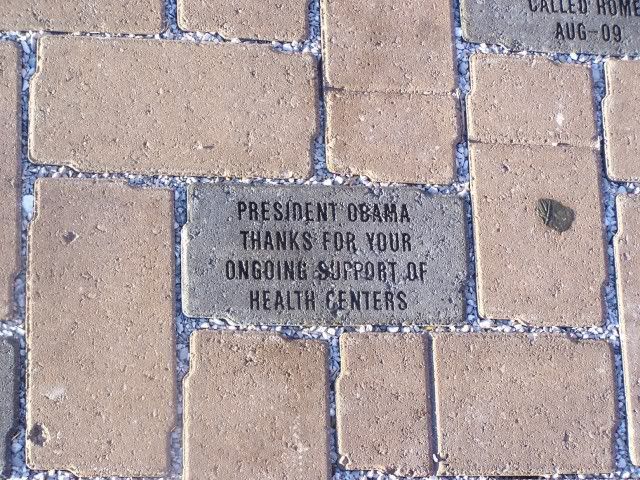 CALLED HOME
AUG-09
PRESIDENT OBAMA
THANKS FOR YOUR
ONGOING SUPPORT OF
HEALTH CENTERS